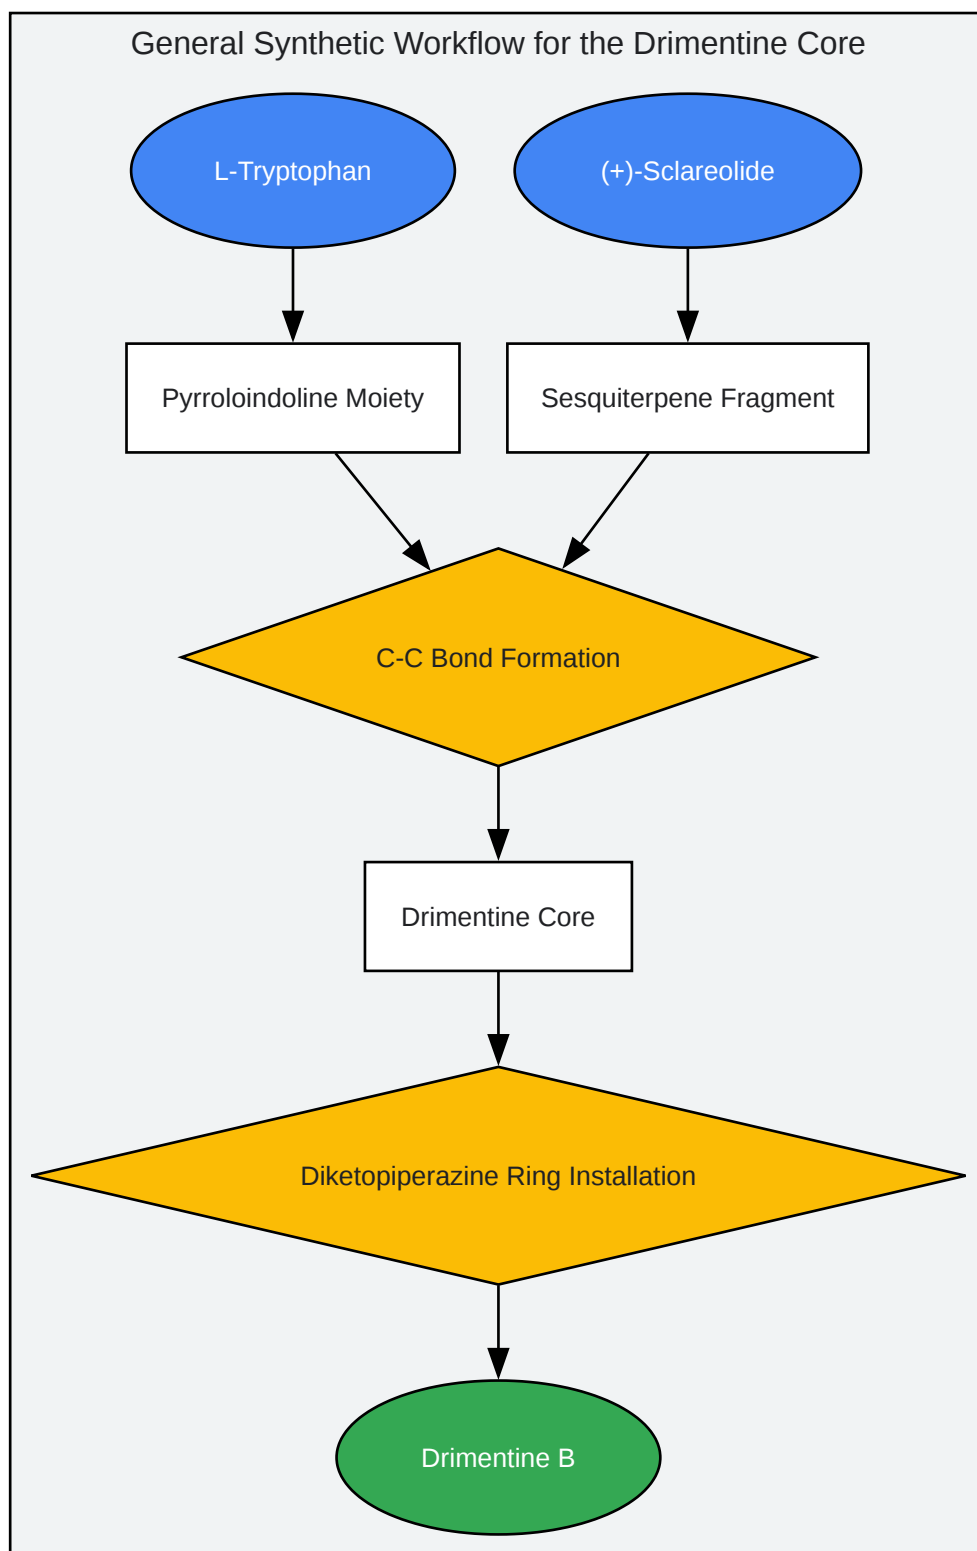 General Synthetic Workflow for the Drimentine Core
L-Tryptophan
(+)-Sclareolide
Pyrroloindoline Moiety
Sesquiterpene Fragment
C-C Bond Formation
Drimentine Core
Diketopiperazine Ring Installation
Drimentine B